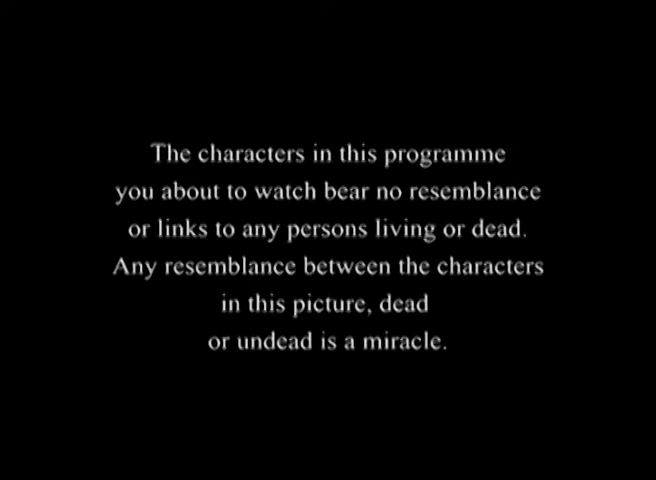 The characters in this programme
you about to watch bear no resemblance
or links to any persons living or dead.
Any resemblance between the characters
in this picture, dead
or undead is a miracle.